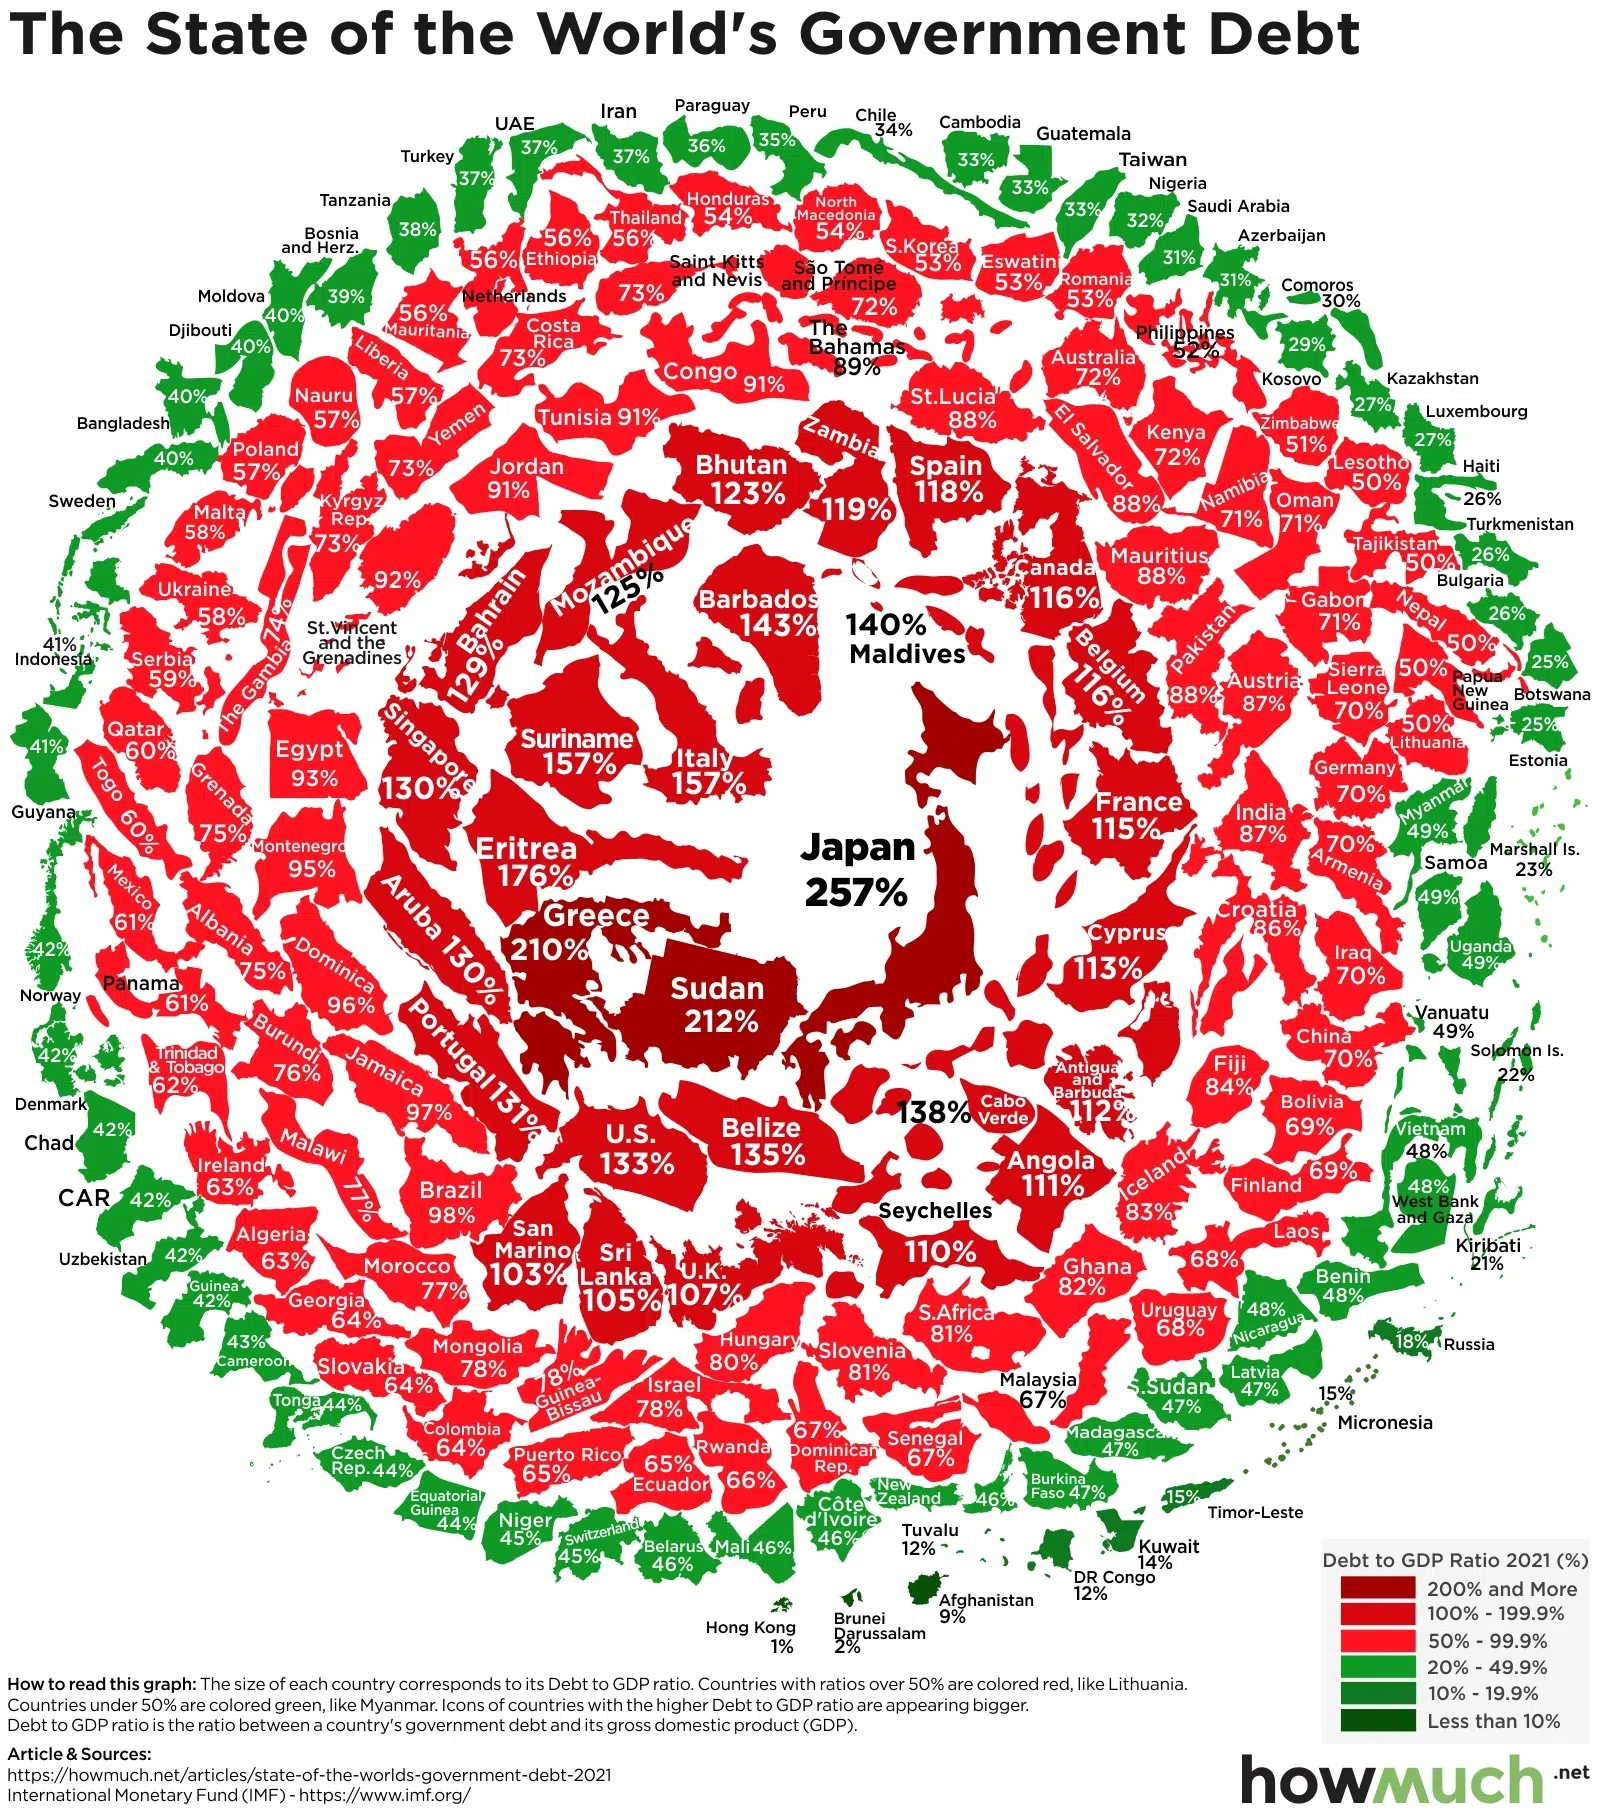 The State of the World's Government Debt
Iran
37%
Paraguay
36%
Peru
35%
Chile
34%
Cambodia
33%
Guatemala
33%
UAE
37%
Turkey
37%
Taiwan
33%
Nigeria
32%
Saudi Arabia
31%
Azerbaijan
31%
Tanzania
38%
Bosnia
and Herz.
39%
Moldova
40%
Djibouti
40%
Comoros
30%
Kosovo
29%
Kazakhstan
27%
Luxembourg
27%
Haiti
26%
Turkmenistan
26%
Bulgaria
26%
Botswana
25%
Estonia
25%
Honduras
54%
North
Macedonia
54%
Thailand
56%
56%
Ethiopia
56%
Netherlands
S.Korea
53%
Eswatini
53%
Romania
53%
Philippines
52%
56%
Mauritania
Liberia
57%
Nauru
57%
Bangladesh
40%
40%
Sweden
Poland
57%
Malta
58%
Ukraine
58%
Serbia
59%
41%
Indonesia
Saint Kitts
and Nevis
73%
São Tomé
and Príncipe
72%
Costa
Rica
73%
The
Bahamas
89%
Congo 91%
Tunisia 91%
Yemen
73%
Jordan
91%
Kyrgyz
Rep.
73%
92%
St.Vincent
and the
Grenadines
The Gambia 74%
Australia
72%
St.Lucia
88%
El Salvador
88%
Kenya
72%
Zimbabwe
51%
Lesotho
50%
Namibia
71%
Oman
71%
Tajikistan
50%
Mauritius
88%
Gabon
71%
Nepal
50%
Pakistan
88%
Austria
87%
Sierra
Leone
70%
50%
Papua
New
Guinea
50%
Lithuania
Bhutan
123%
Zambia
119%
Spain
118%
Mozambique
125%
Bahrain
129%
Barbados
143%
140%
Maldives
Canada
116%
Belgium
116%
Singapore
130%
Suriname
157%
Italy
157%
Eritrea
176%
Greece
210%
Sudan
212%
Japan
257%
France
115%
Cyprus
113%
Aruba 130%
Portugal 131%
U.S.
133%
Belize
135%
138%
Cabo
Verde
Antigua
and
Barbuda
112%
Angola
111%
Seychelles
110%
San
Marino
103%
Sri
Lanka
105%
U.K.
107%
41%
Guyana
Qatar
60%
Togo 60%
Grenada
75%
Egypt
93%
Montenegro
95%
Mexico
61%
Albania
75%
Dominica
96%
42%
Norway
Panama
61%
Burundi
76%
Jamaica
97%
Trinidad
& Tobago
62%
42%
Denmark
42%
Chad
Malawi
77%
Ireland
63%
Brazil
98%
CAR
42%
Algeria
63%
Morocco
77%
Uzbekistan
42%
Guinea
42%
Georgia
64%
43%
Cameroon
Slovakia
64%
Mongolia
78%
78%
Guinea-
Bissau
Israel
78%
Hungary
80%
Slovenia
81%
S.Africa
81%
Ghana
82%
Iceland
83%
Fiji
84%
Croatia
86%
India
87%
Germany
70%
70%
Armenia
Iraq
70%
China
70%
Bolivia
69%
Finland
69%
Laos
68%
Uruguay
68%
Malaysia
67%
Senegal
67%
67%
Dominican
Rep.
Rwanda
66%
65%
Ecuador
Puerto Rico
65%
Colombia
64%
Myanmar
49%
Marshall Is.
23%
Samoa
49%
Uganda
49%
Vanuatu
49%
Solomon Is.
22%
Vietnam
48%
48%
West Bank
and Gaza
Kiribati
21%
Benin
48%
48%
Nicaragua
Russia
18%
Latvia
47%
S.Sudan
47%
15%
Micronesia
Madagascar
47%
Burkina
Faso 47%
15%
Timor-Leste
Tonga
44%
Czech
Rep. 44%
Equatorial
Guinea
44%
Niger
45%
Switzerland
45%
Belarus
46%
Mali 46%
Côte
d'Ivoire
46%
New
Zealand
46%
Tuvalu
12%
Kuwait
14%
DR Congo
12%
Afghanistan
9%
Brunei
Darussalam
2%
Hong Kong
1%
Debt to GDP Ratio 2021 (%)
200% and More
100% - 199.9%
50% - 99.9%
20% - 49.9%
10% - 19.9%
Less than 10%
How to read this graph: The size of each country corresponds to its Debt to GDP ratio. Countries with ratios over 50% are colored red, like Lithuania.
Countries under 50% are colored green, like Myanmar. Icons of countries with the higher Debt to GDP ratio are appearing bigger.
Debt to GDP ratio is the ratio between a country's government debt and its gross domestic product (GDP).
Article & Sources:
https://howmuch.net/articles/state-of-the-worlds-government-debt-2021
International Monetary Fund (IMF) - https://www.imf.org/
howmuch.net